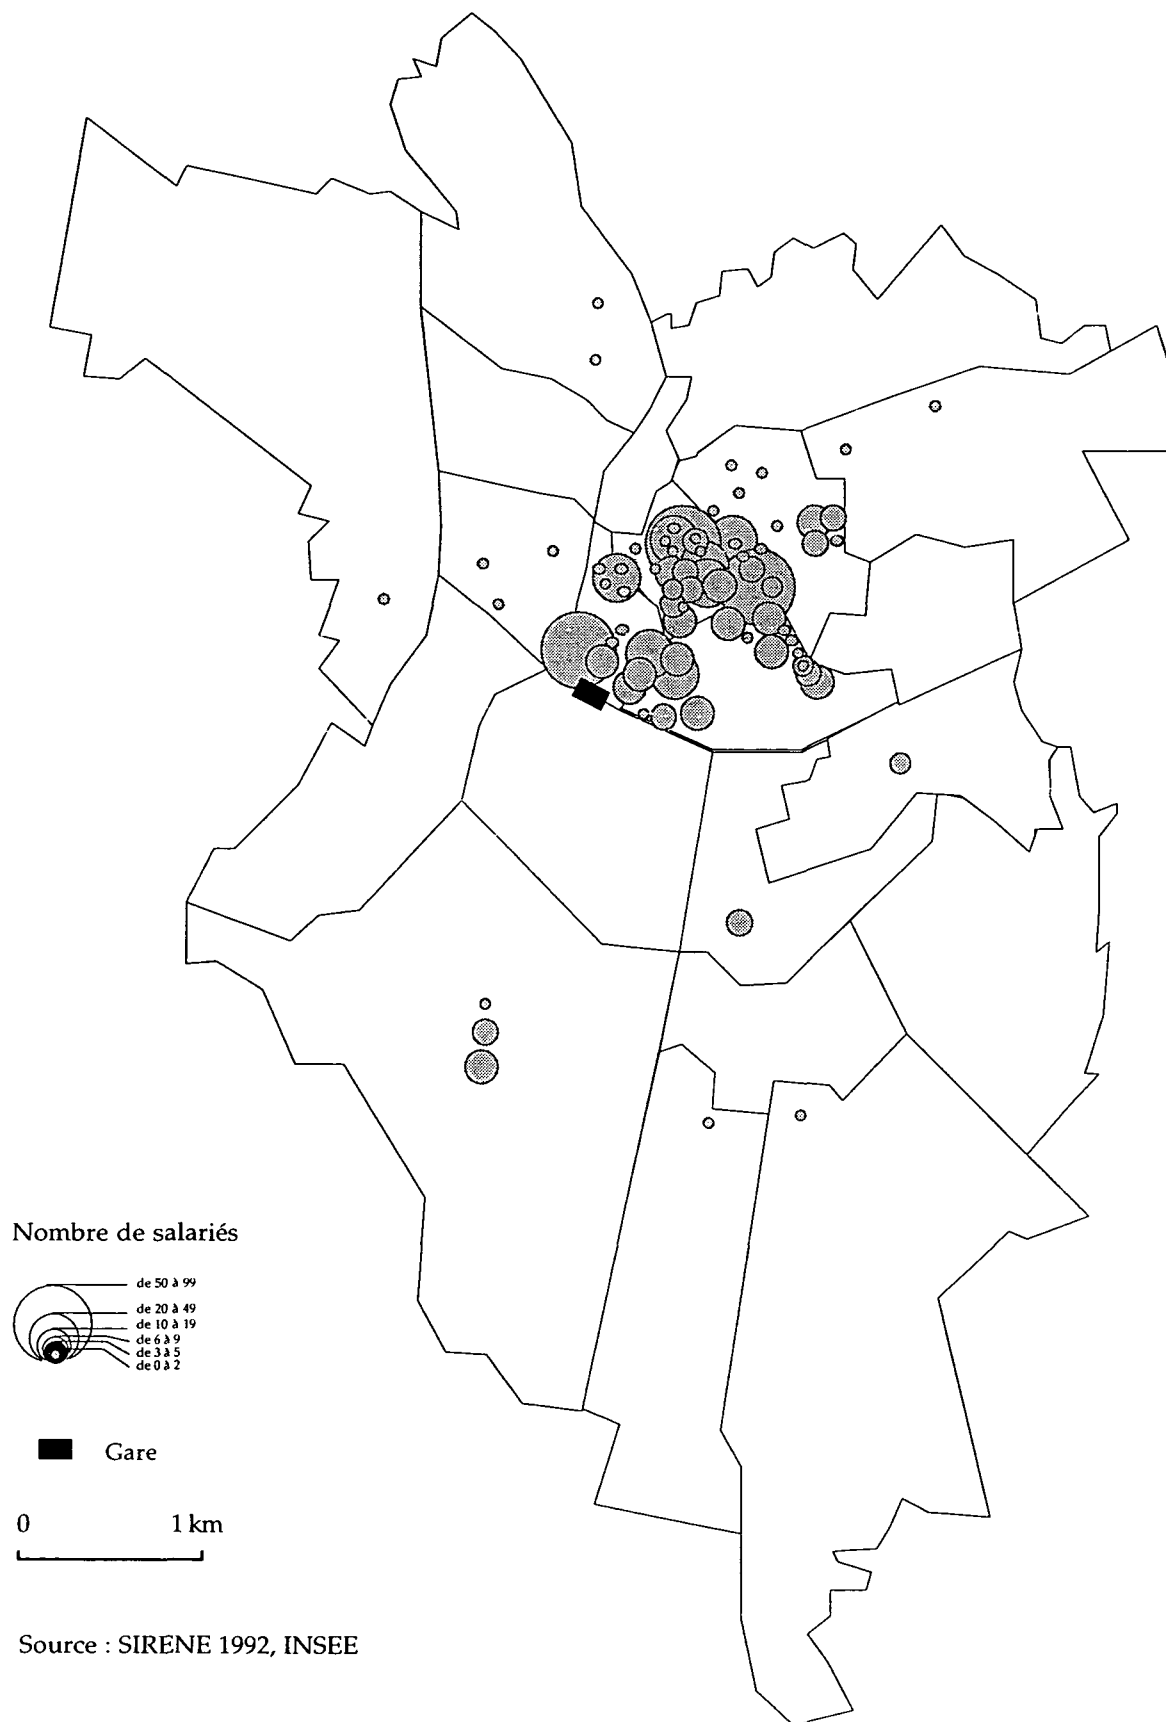 Nombre de salariés
de 50 à 99
de 20 à 49
de 10 à 19
de 6 à 9
de 3 à 5
de 0 à 2
Gare
0 1 km
Source : SIRENE 1992, INSEE